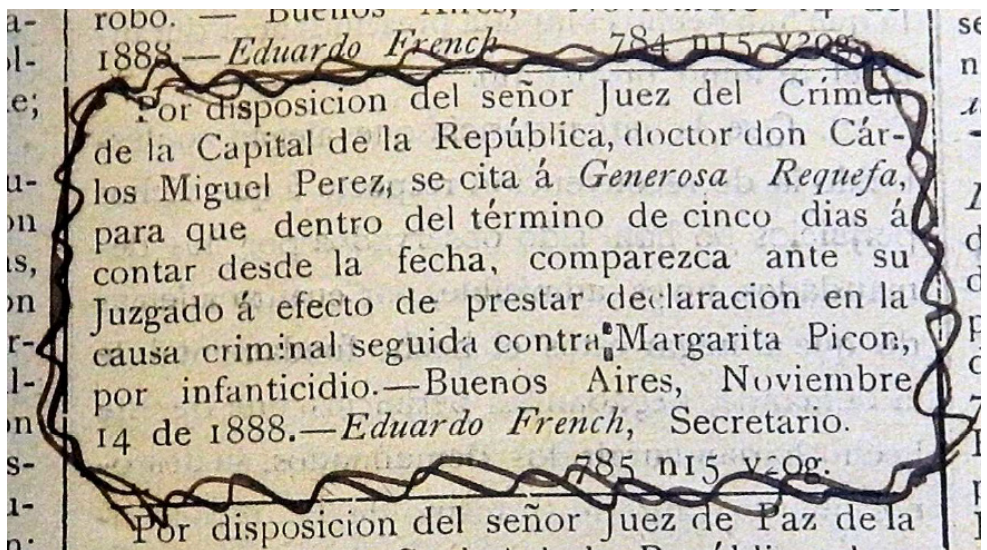 robo. — Buenos Aires, Noviembre 14 de
1888.—Eduardo French 784 n15 v20g.
Por disposicion del señor Juez del Crimen
de la Capital de la República, doctor don Cár-
los Miguel Perez, se cita á Generosa Requefa,
para que dentro del término de cinco dias á
contar desde la fecha, comparezca ante su
Juzgado á efecto de prestar declaracion en la
causa criminal seguida contra Margarita Picon,
por infanticidio.—Buenos Aires, Noviembre
14 de 1888.—Eduardo French, Secretario.
785 n15 v20g.
Por disposicion del señor Juez de Paz de la